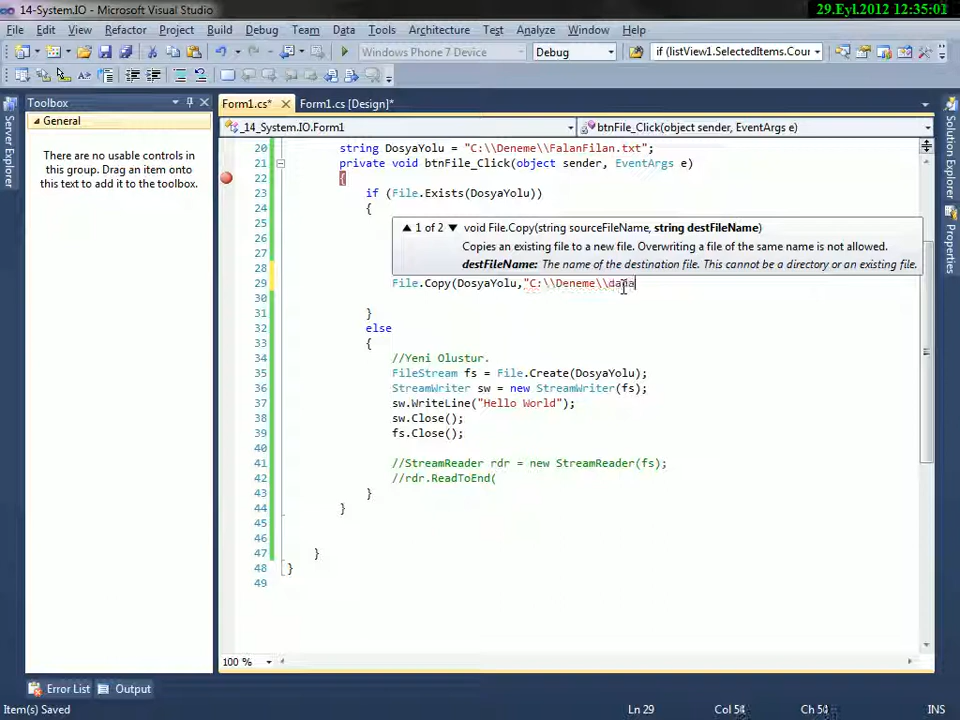 14-System.IO - Microsoft Visual Studio
29.Eyl.2012 12:35:01
File Edit View Refactor Project Build Debug Team Data Tools Architecture Test Analyze Window Help
Windows Phone 7 Device
Debug
if (listView1.SelectedItems.Cour
Toolbox
Form1.cs*
Form1.cs [Design]*
General
_14_System.IO.Form1
btnFile_Click(object sender, EventArgs e)
There are no usable controls in
this group. Drag an item onto
this text to add it to the toolbox.
Server Explorer
Solution Explorer
Properties
20 string DosyaYolu = "C:\\Deneme\\FalanFilan.txt";
21 private void btnFile_Click(object sender, EventArgs e)
22 {
23 if (File.Exists(DosyaYolu))
24 {
25
1 of 2 void File.Copy(string sourceFileName, string destFileName)
26 Copies an existing file to a new file. Overwriting a file of the same name is not allowed.
27 destFileName: The name of the destination file. This cannot be a directory or an existing file.
28
29 File.Copy(DosyaYolu,"C:\\Deneme\\dada
30
31 }
32 else
33 {
34 //Yeni Olustur.
35 FileStream fs = File.Create(DosyaYolu);
36 StreamWriter sw = new StreamWriter(fs);
37 sw.WriteLine("Hello World");
38 sw.Close();
39 fs.Close();
40
41 //StreamReader rdr = new StreamReader(fs);
42 //rdr.ReadToEnd(
43 }
44 }
45
46
47 }
48 }
49
100 %
Error List
Output
Item(s) Saved
Ln 29
Col 54
Ch 54
INS